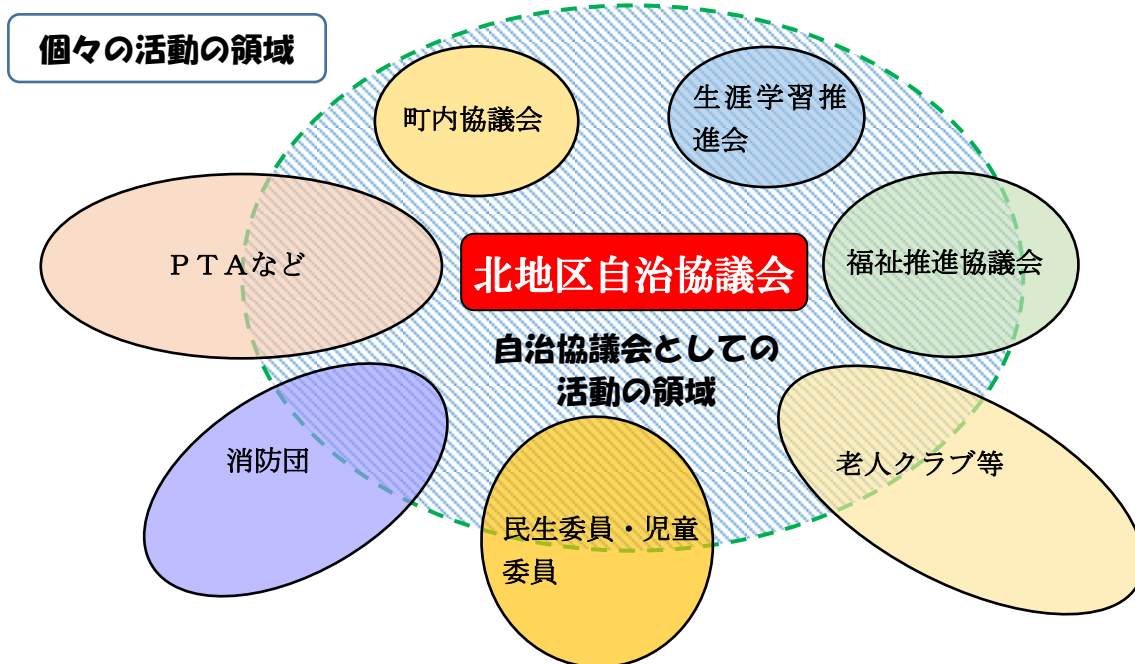 個々の活動の領域
町内協議会
生涯学習推
進会
ＰＴＡなど
北地区自治協議会
福祉推進協議会
自治協議会としての
活動の領域
消防団
老人クラブ等
民生委員・児童
委員